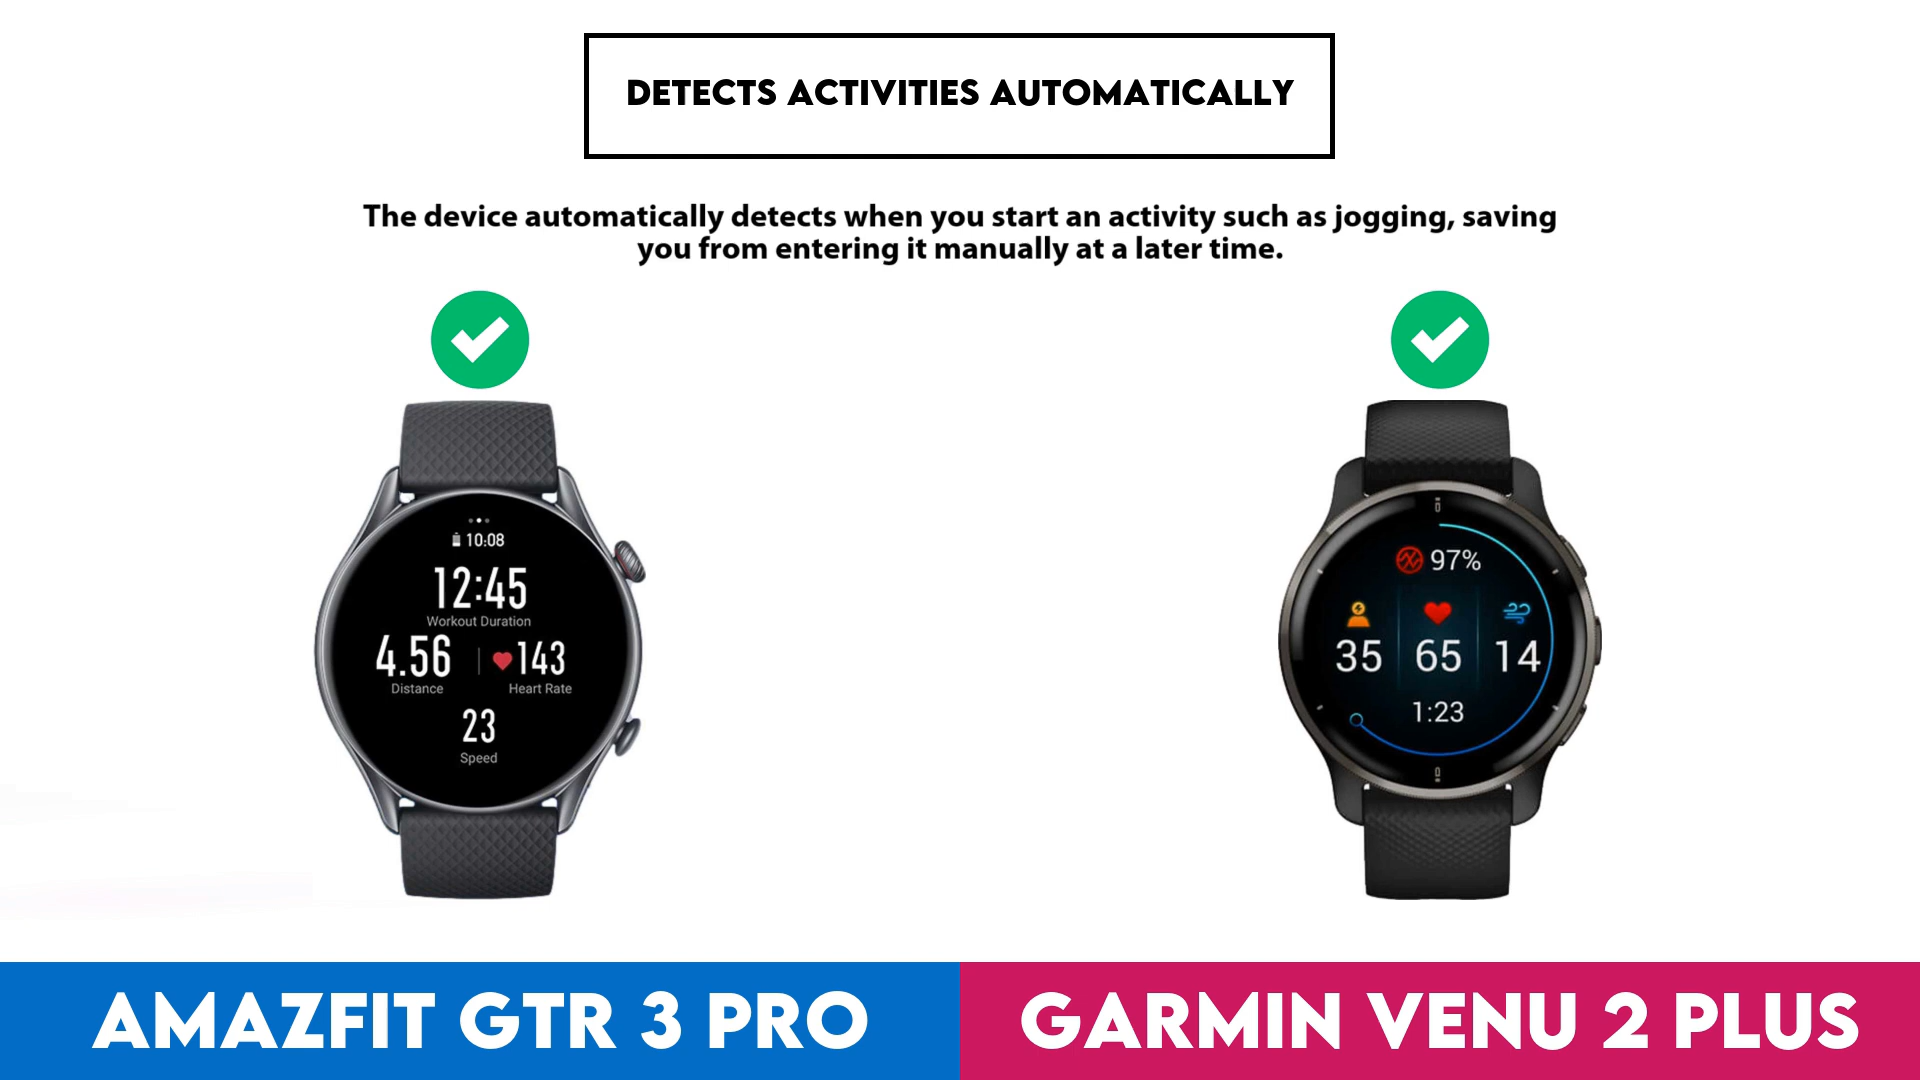 DETECTS ACTIVITIES AUTOMATICALLY
The device automatically detects when you start an activity such as jogging, saving
you from entering it manually at a later time.
10:08
12:45
Workout Duration
4.56
143
Distance
Heart Rate
23
Speed
97%
35 65 14
1:23
AMAZFIT GTR 3 PRO
GARMIN VENU 2 PLUS